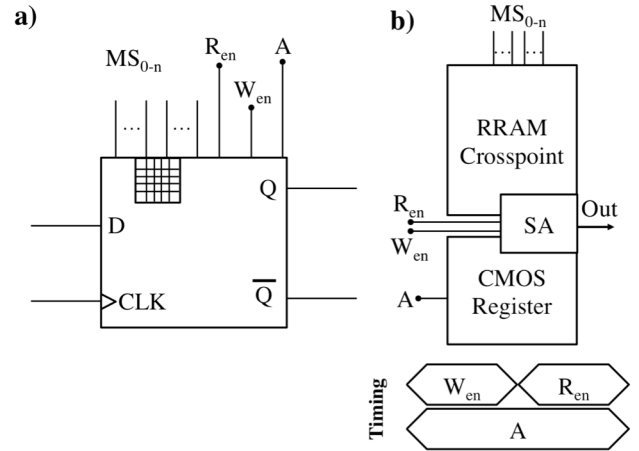 a)
MS0-n
Ren
A
Wen
... ...
D
Q
CLK
Q
b)
MS0-n
... ...
RRAM
Crosspoint
Ren
Wen
SA
Out
CMOS
Register
A
Timing
Wen
Ren
A